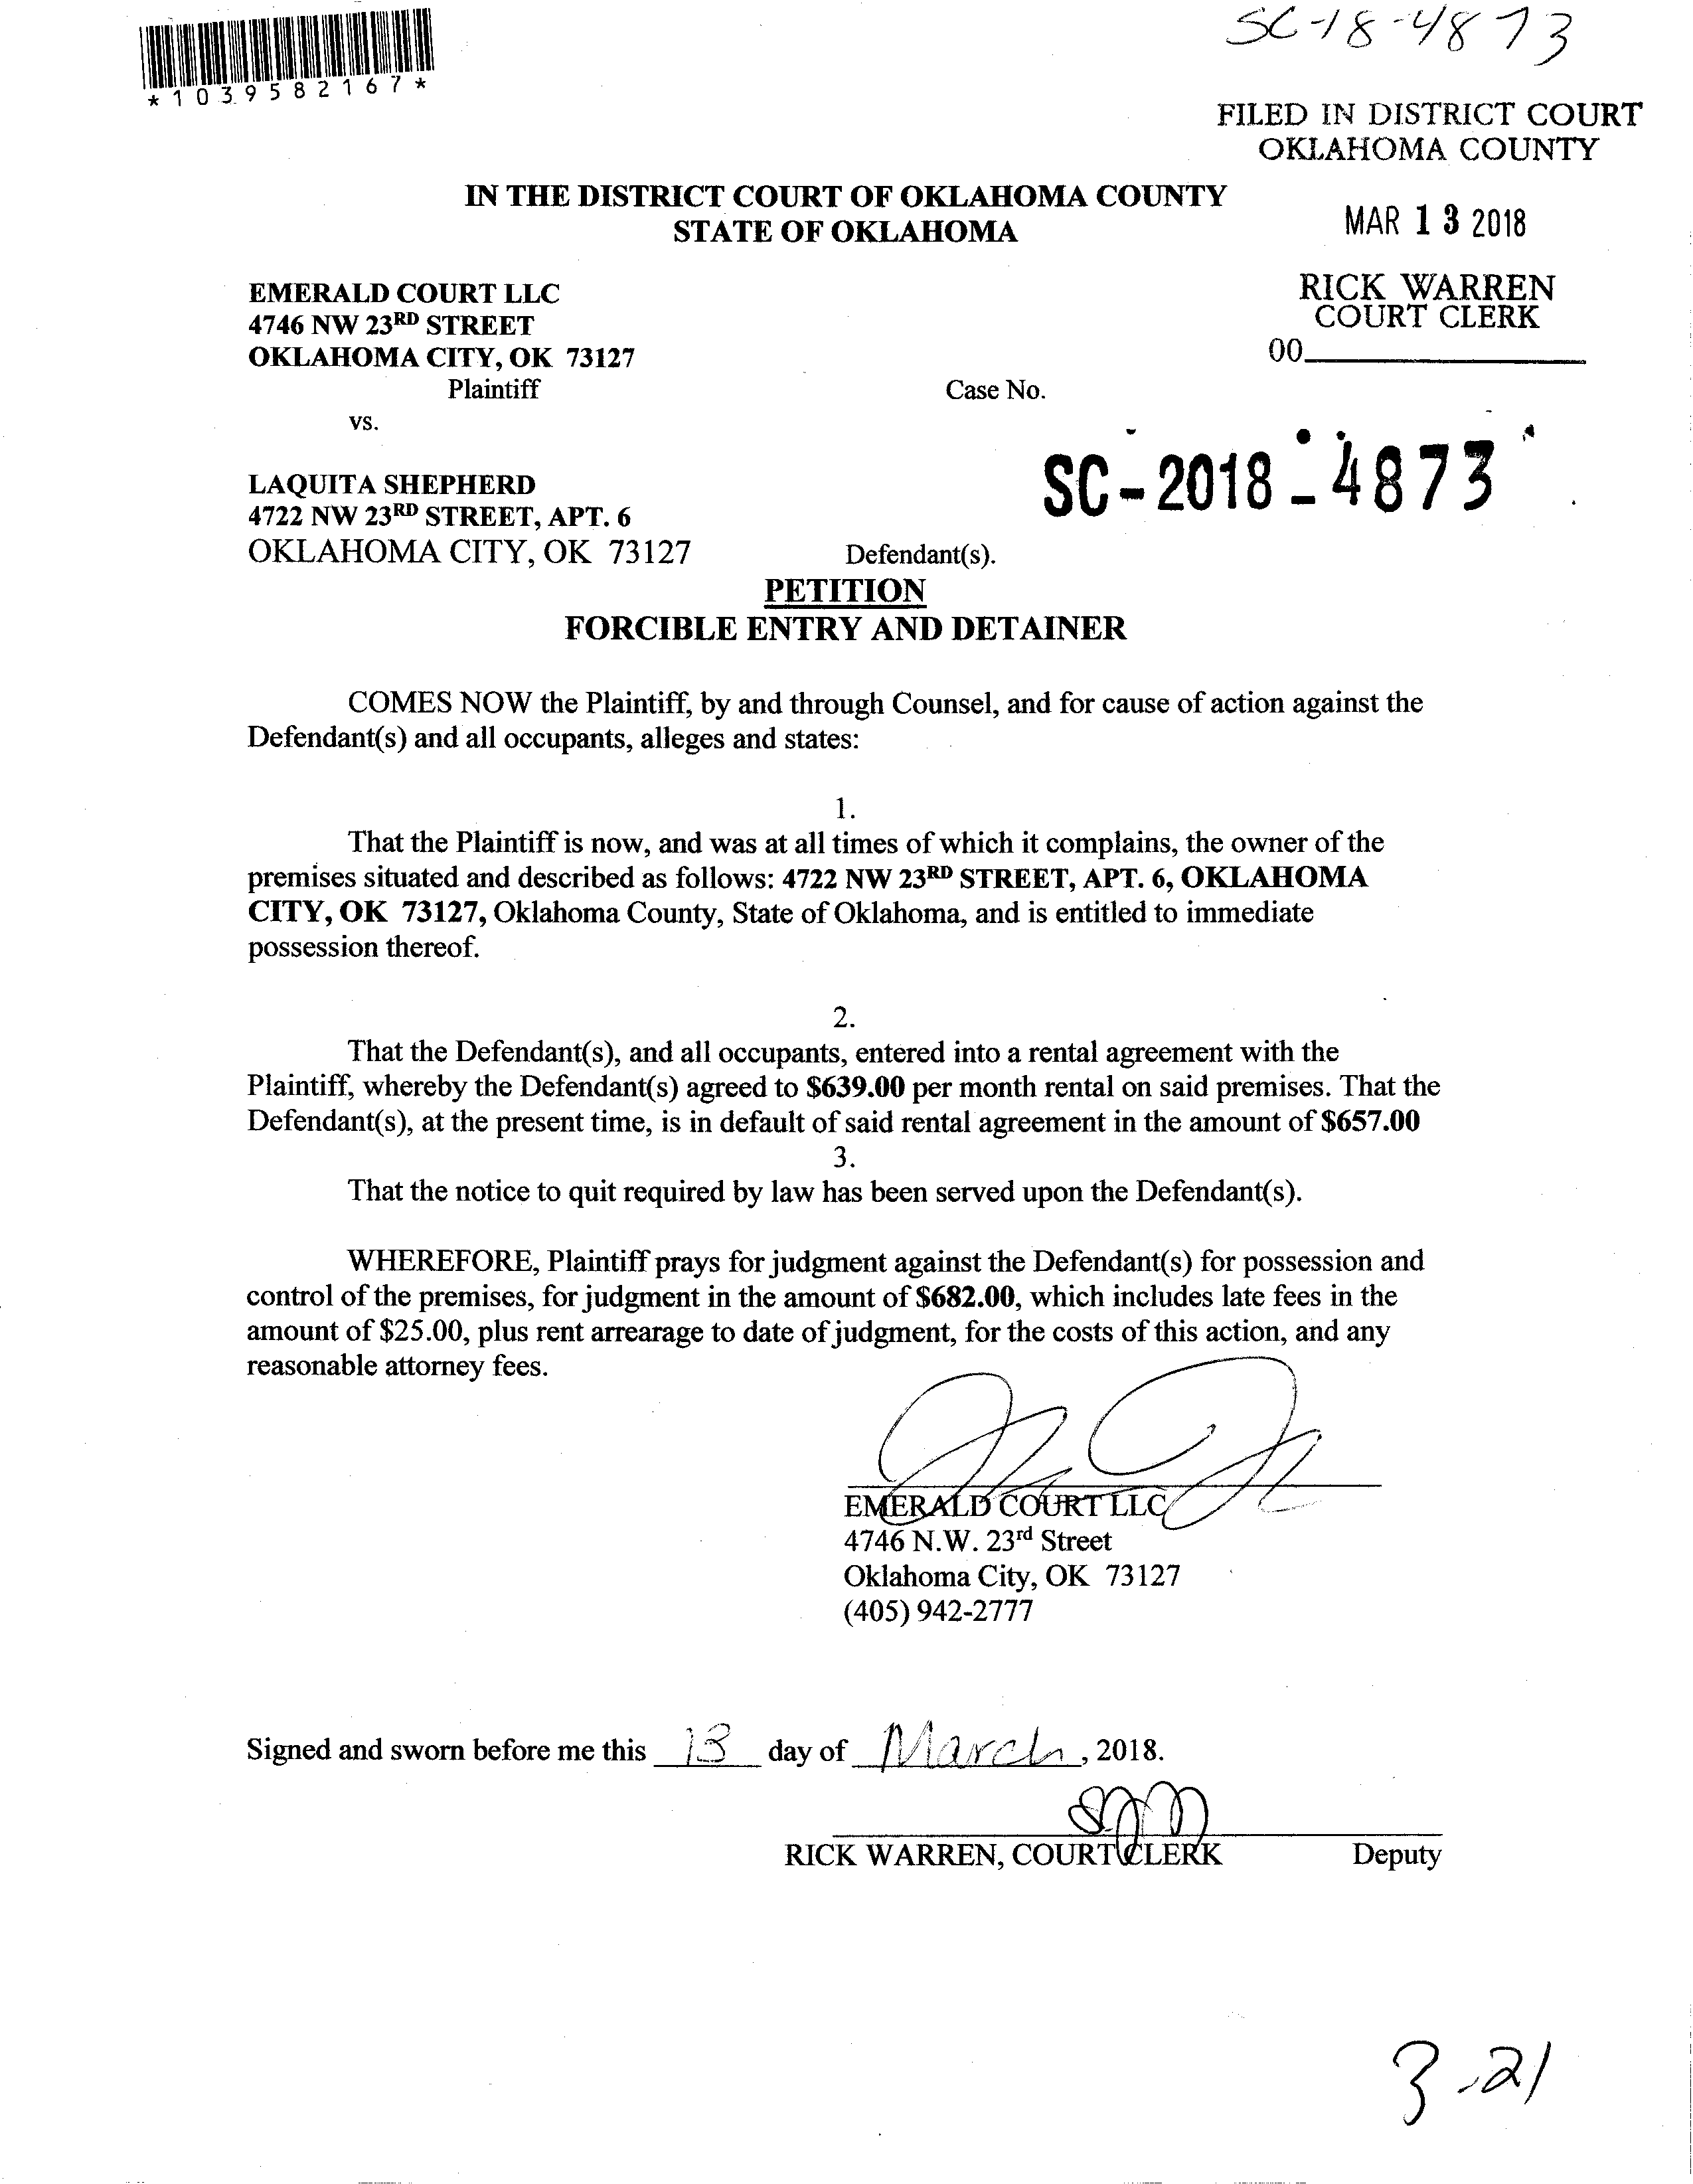 SC-18-4873
*1039582167*
FILED IN DISTRICT COURT
OKLAHOMA COUNTY
IN THE DISTRICT COURT OF OKLAHOMA COUNTY
STATE OF OKLAHOMA
MAR 13 2018
RICK WARREN
COURT CLERK
00
EMERALD COURT LLC
4746 NW 23RD STREET
OKLAHOMA CITY, OK 73127
Plaintiff
Case No.
vs.
SC-2018-4873
LAQUITA SHEPHERD
4722 NW 23RD STREET, APT. 6
OKLAHOMA CITY, OK 73127 Defendant(s).
PETITION
FORCIBLE ENTRY AND DETAINER
COMES NOW the Plaintiff, by and through Counsel, and for cause of action against the
Defendant(s) and all occupants, alleges and states:
1.
That the Plaintiff is now, and was at all times of which it complains, the owner of the
premises situated and described as follows: 4722 NW 23RD STREET, APT. 6, OKLAHOMA
CITY, OK 73127, Oklahoma County, State of Oklahoma, and is entitled to immediate
possession thereof.
2.
That the Defendant(s), and all occupants, entered into a rental agreement with the
Plaintiff, whereby the Defendant(s) agreed to $639.00 per month rental on said premises. That the
Defendant(s), at the present time, is in default of said rental agreement in the amount of $657.00
3.
That the notice to quit required by law has been served upon the Defendant(s).
WHEREFORE, Plaintiff prays for judgment against the Defendant(s) for possession and
control of the premises, for judgment in the amount of $682.00, which includes late fees in the
amount of $25.00, plus rent arrearage to date of judgment, for the costs of this action, and any
reasonable attorney fees.
EMERALD COURT LLC
4746 N.W. 23rd Street
Oklahoma City, OK 73127
(405) 942-2777
Signed and sworn before me this 13 day of March, 2018.
RICK WARREN, COURT CLERK Deputy
3-21